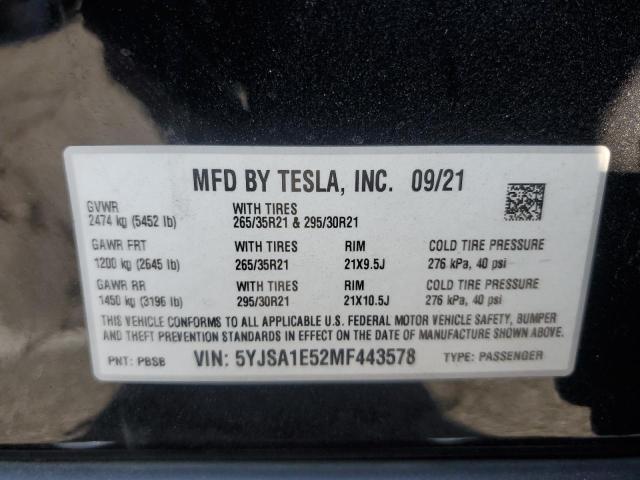 MFD BY TESLA, INC. 09/21
GVWR WITH TIRES
2474 kg (5452 lb) 265/35R21 & 295/30R21
GAWR FRT WITH TIRES RIM COLD TIRE PRESSURE
1200 kg (2645 lb) 265/35R21 21X9.5J 276 kPa, 40 psi
GAWR RR WITH TIRES RIM COLD TIRE PRESSURE
1450 kg (3196 lb) 295/30R21 21X10.5J 276 kPa, 40 psi
THIS VEHICLE CONFORMS TO ALL APPLICABLE U.S. FEDERAL MOTOR VEHICLE SAFETY, BUMPER
AND THEFT PREVENTION STANDARDS IN EFFECT ON THE DATE OF MANUFACTURE SHOWN ABOVE.
PNT: PBSB VIN: 5YJSA1E52MF443578 TYPE: PASSENGER